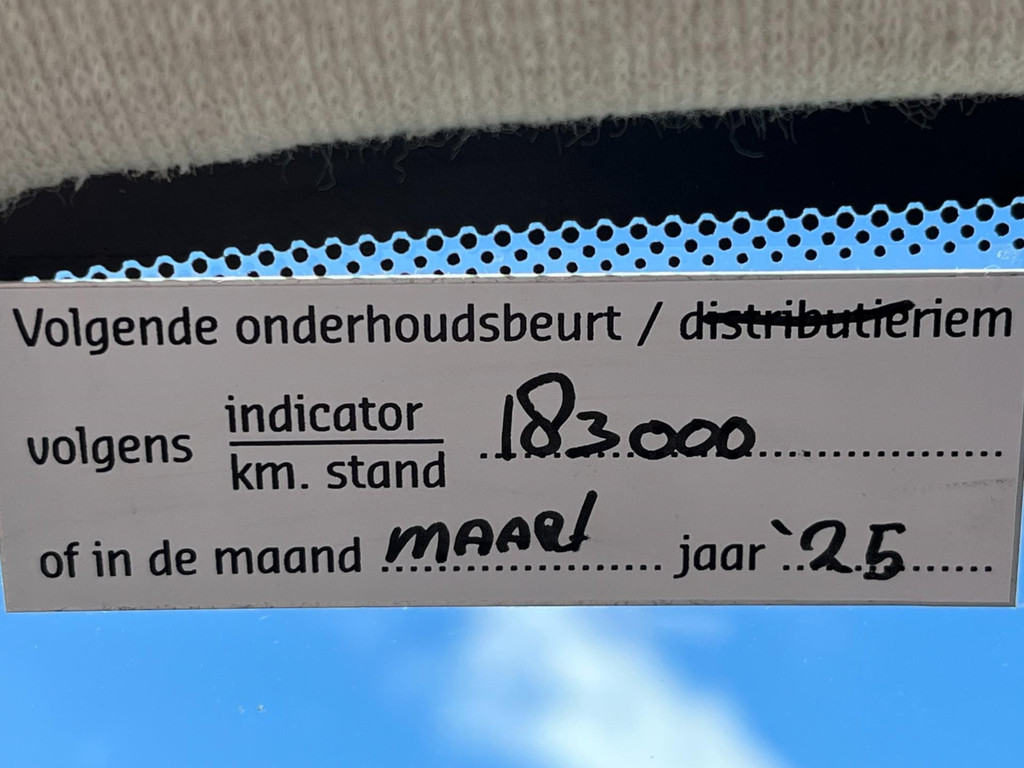 Volgende onderhoudsbeurt / distributieriem
volgens indicator 183000
km. stand
of in de maand MAART jaar '25